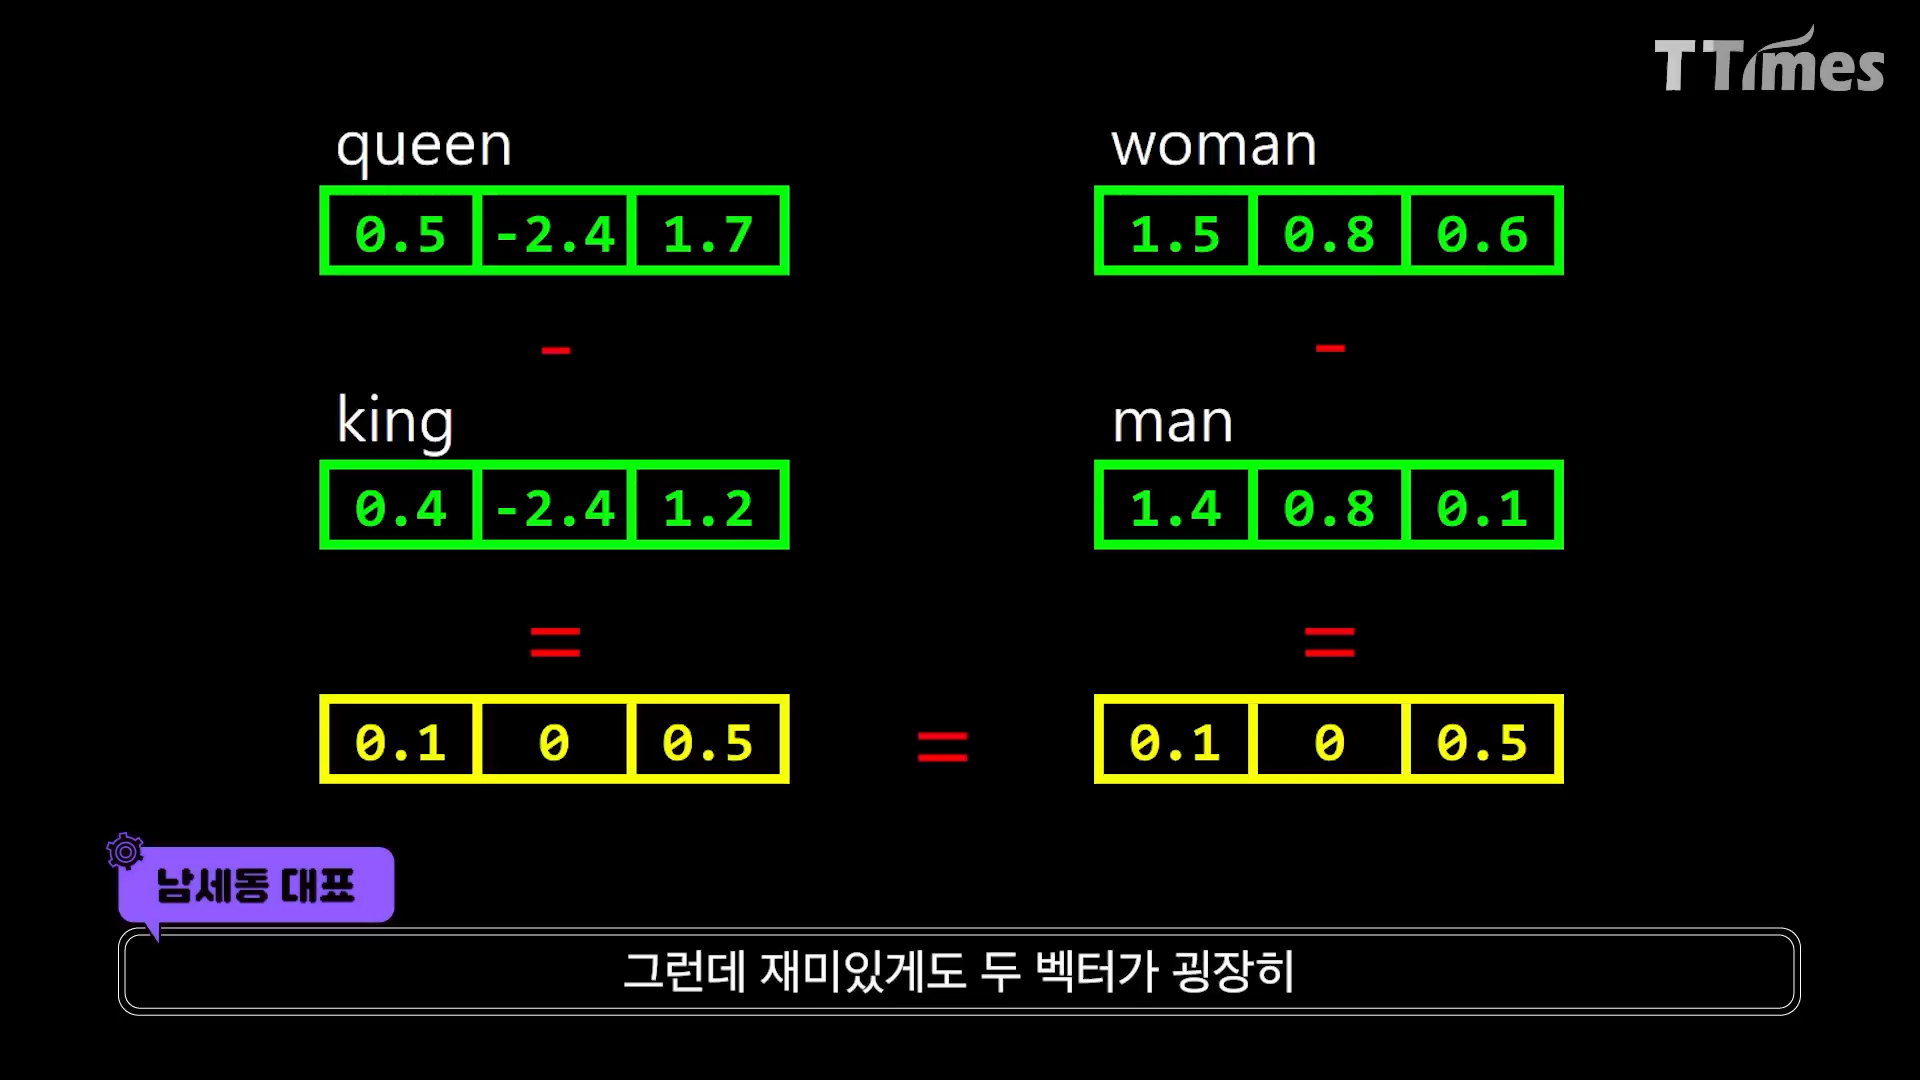 TTimes
queen woman
0.5 -2.4 1.7 1.5 0.8 0.6
- -
king man
0.4 -2.4 1.2 1.4 0.8 0.1
= =
0.1 0 0.5 = 0.1 0 0.5
남세동 대표
그런데 재미있게도 두 벡터가 굉장히